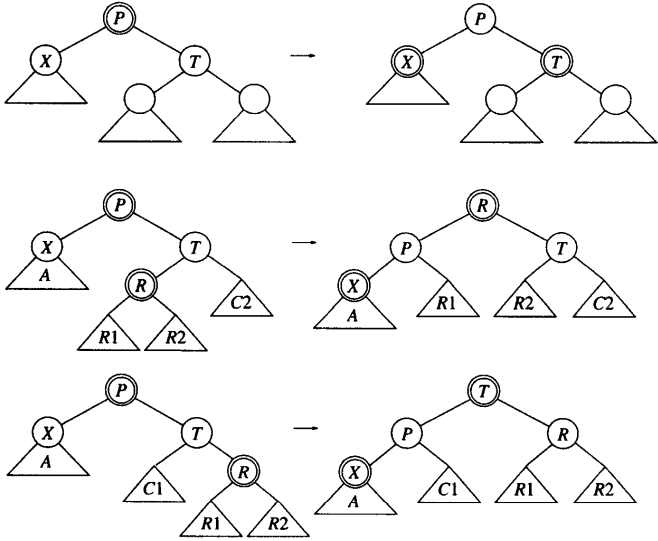 P P
X T X T
P R
X T P T
A R C2 X R1 R2 C2
R1 R2 A
P T
X T P R
A C1 R X C1 R1 R2
R1 R2 A